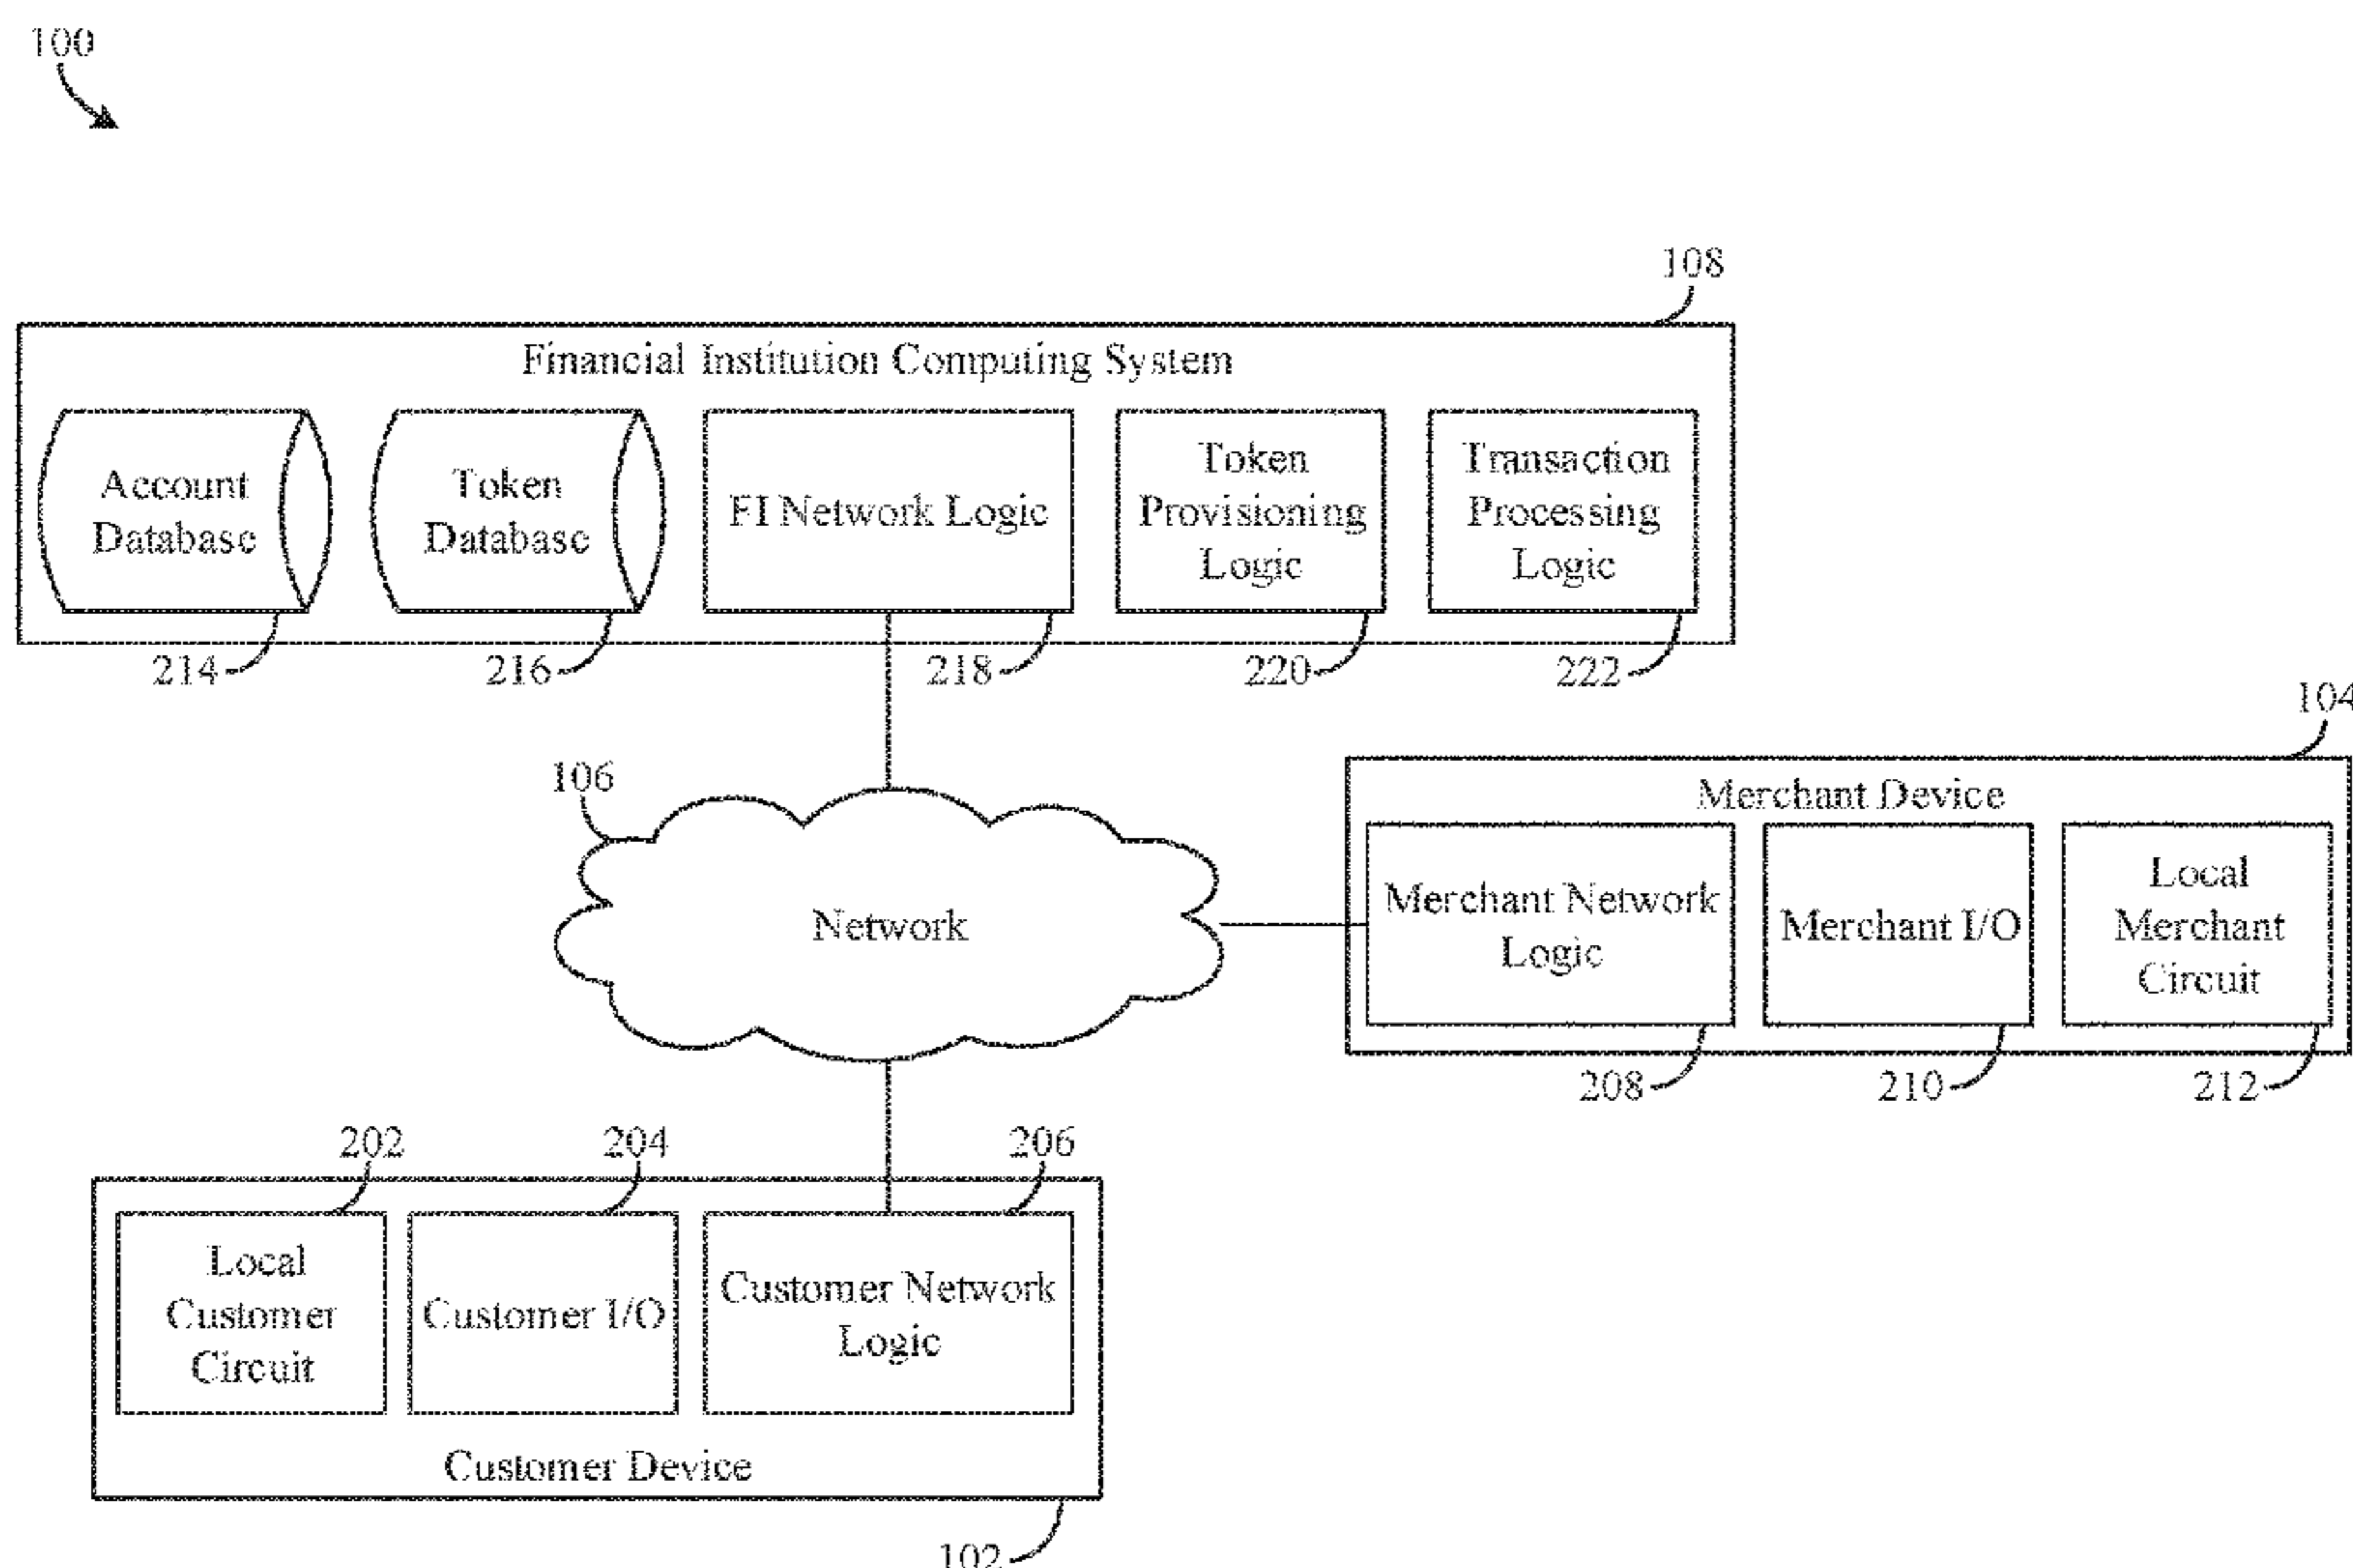 100
108
Financial Institution Computing System
Account
Database
Token
Database
FI Network Logic
Token
Provisioning
Logic
Transaction
Processing
Logic
214
216
218
220
222
104
106
Merchant Device
Network
Merchant Network
Logic
Merchant I/O
Local
Merchant
Circuit
208
210
212
202
204
206
Local
Customer
Circuit
Customer I/O
Customer Network
Logic
Customer Device
102